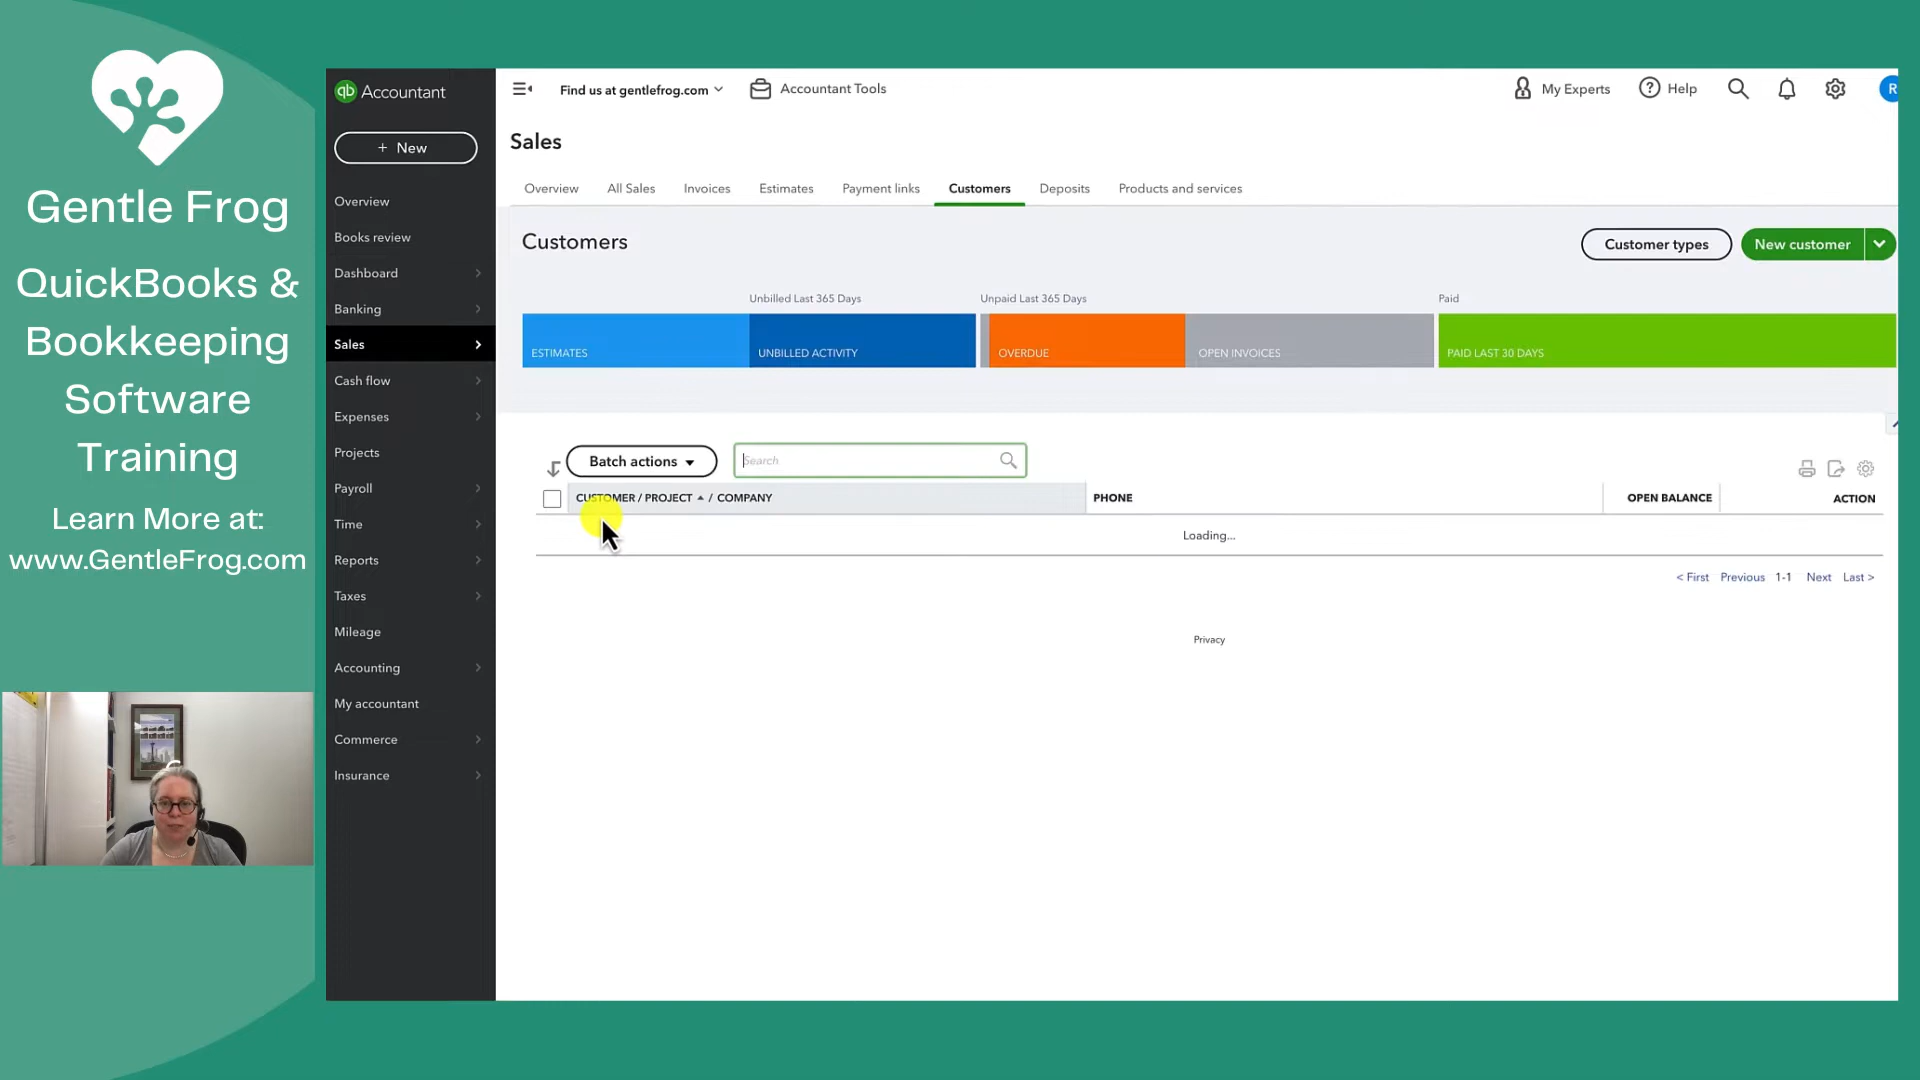 Gentle Frog
QuickBooks &
Bookkeeping
Software
Training
Learn More at:
www.GentleFrog.com
qb Accountant
+ New
Overview
Books review
Dashboard
Banking
Sales
Cash flow
Expenses
Projects
Payroll
Time
Reports
Taxes
Mileage
Accounting
My accountant
Commerce
Insurance
Find us at gentlefrog.com
Accountant Tools
My Experts
Help
R
Sales
Overview
All Sales
Invoices
Estimates
Payment links
Customers
Deposits
Products and services
Customers
Customer types
New customer
Unbilled Last 365 Days
Unpaid Last 365 Days
Paid
ESTIMATES
UNBILLED ACTIVITY
OVERDUE
OPEN INVOICES
PAID LAST 30 DAYS
Batch actions
Search
CUSTOMER / PROJECT / COMPANY
PHONE
OPEN BALANCE
ACTION
Loading...
< First Previous 1-1 Next Last >
Privacy